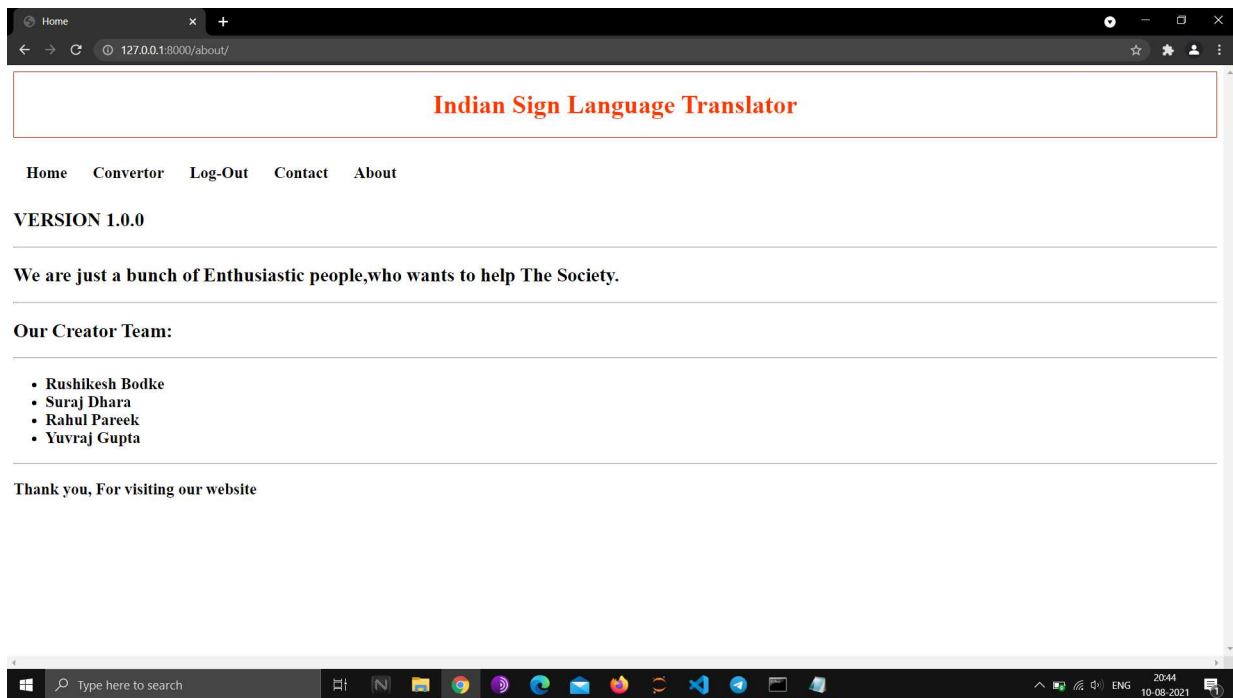 Home
127.0.0.1:8000/about/
Indian Sign Language Translator
Home Convertor Log-Out Contact About
VERSION 1.0.0
We are just a bunch of Enthusiastic people,who wants to help The Society.
Our Creator Team:
Rushikesh Bodke
Suraj Dhara
Rahul Pareek
Yuvraj Gupta
Thank you, For visiting our website
Type here to search
ENG
20:44
10-08-2021